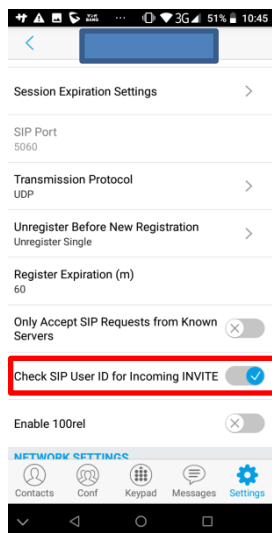 3G 51% 10:45
Session Expiration Settings
SIP Port
5060
Transmission Protocol
UDP
Unregister Before New Registration
Unregister Single
Register Expiration (m)
60
Only Accept SIP Requests from Known
Servers
Check SIP User ID for Incoming INVITE
Enable 100rel
NETWORK SETTINGS
Contacts Conf Keypad Messages Settings